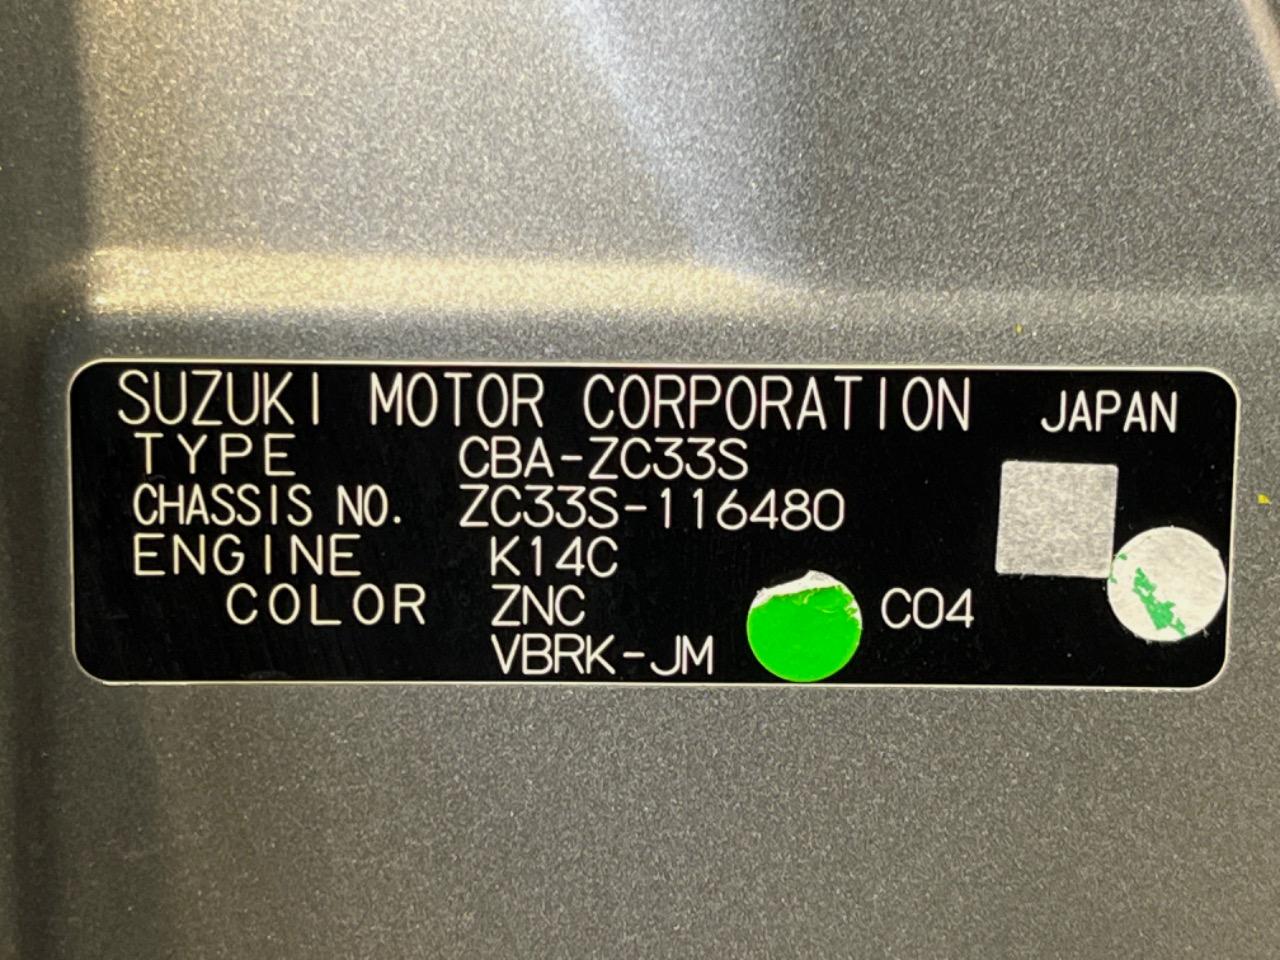 SUZUKI MOTOR CORPORATION JAPAN
TYPE CBA-ZC33S
CHASSIS NO. ZC33S-116480
ENGINE K14C
COLOR ZNC C04
VBRK-JM